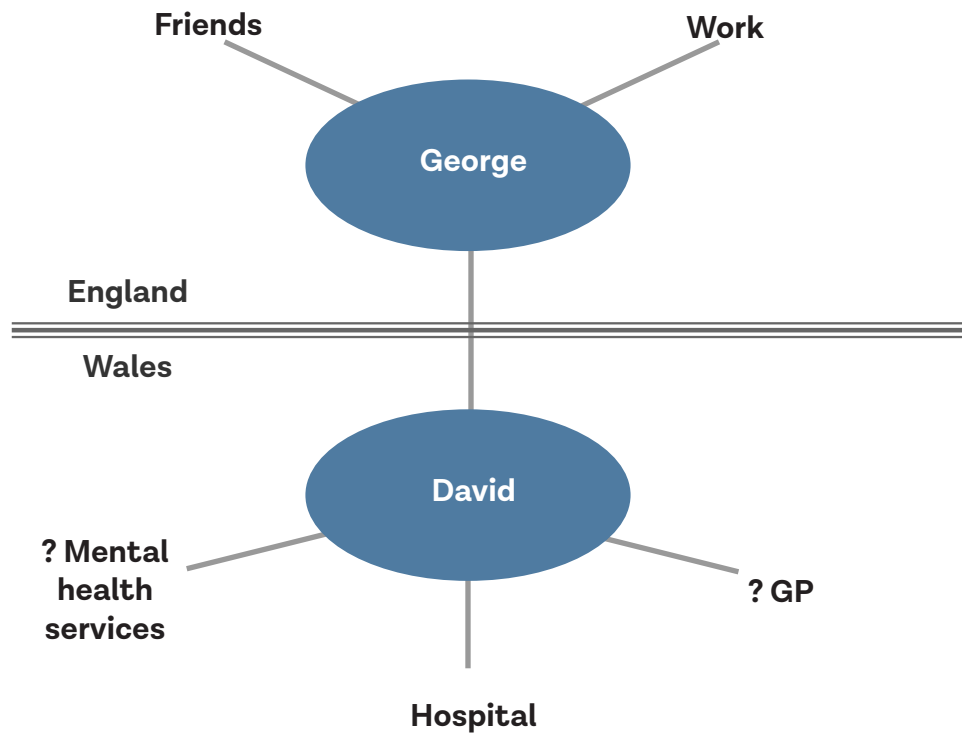 Friends
Work
George
England
Wales
David
? Mental
health
services
? GP
Hospital